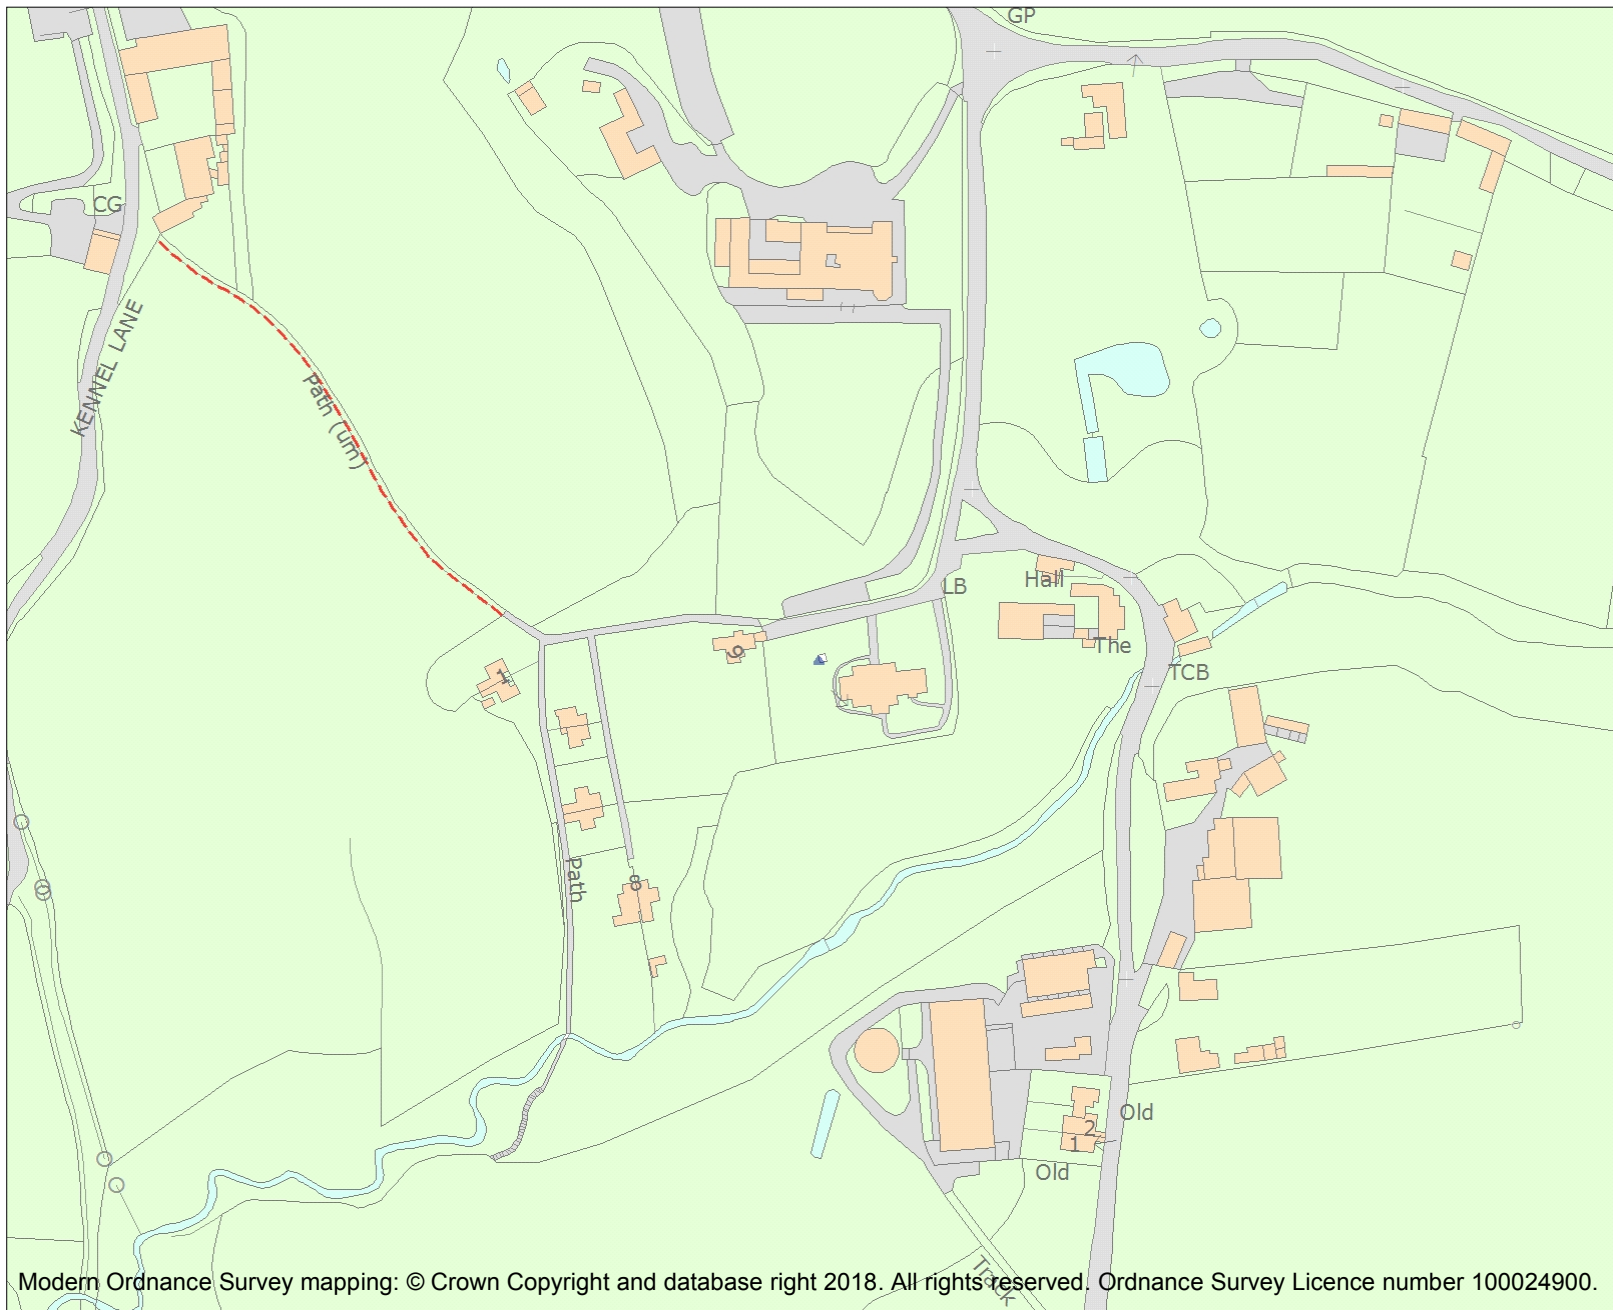 GP
CG
KENNEL LANE
Path (um)
LB
Hall
The
TCB
9
1
Path
8
Old
2
1
Old
Track
Modern Ordnance Survey mapping: © Crown Copyright and database right 2018. All rights reserved. Ordnance Survey Licence number 100024900.